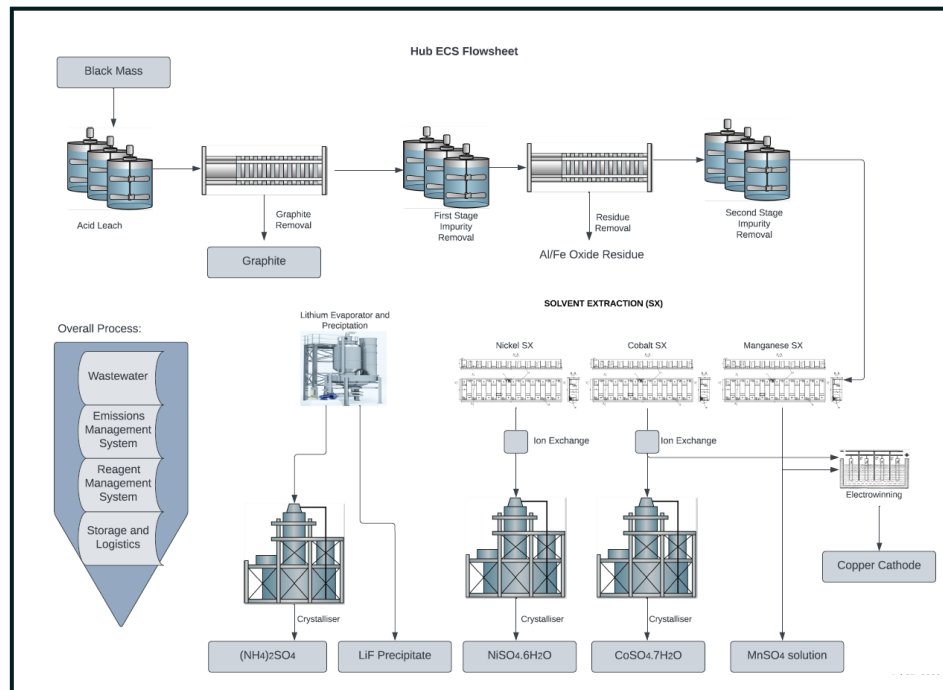 Hub ECS Flowsheet
Black Mass
Acid Leach
Graphite
Removal
Graphite
First Stage
Impurity
Removal
Residue
Removal
Al/Fe Oxide Residue
Second Stage
Impurity
Removal
SOLVENT EXTRACTION (SX)
Lithium Evaporator and
Preciptation
Overall Process:
Wastewater
Emissions
Management
System
Reagent
Management
System
Storage and
Logistics
Nickel SX
Cobalt SX
Manganese SX
Ion Exchange
Ion Exchange
Electrowinning
Copper Cathode
Crystalliser
Crystalliser
Crystalliser
(NH4)2SO4
LiF Precipitate
NiSO4.6H2O
CoSO4.7H2O
MnSO4 solution